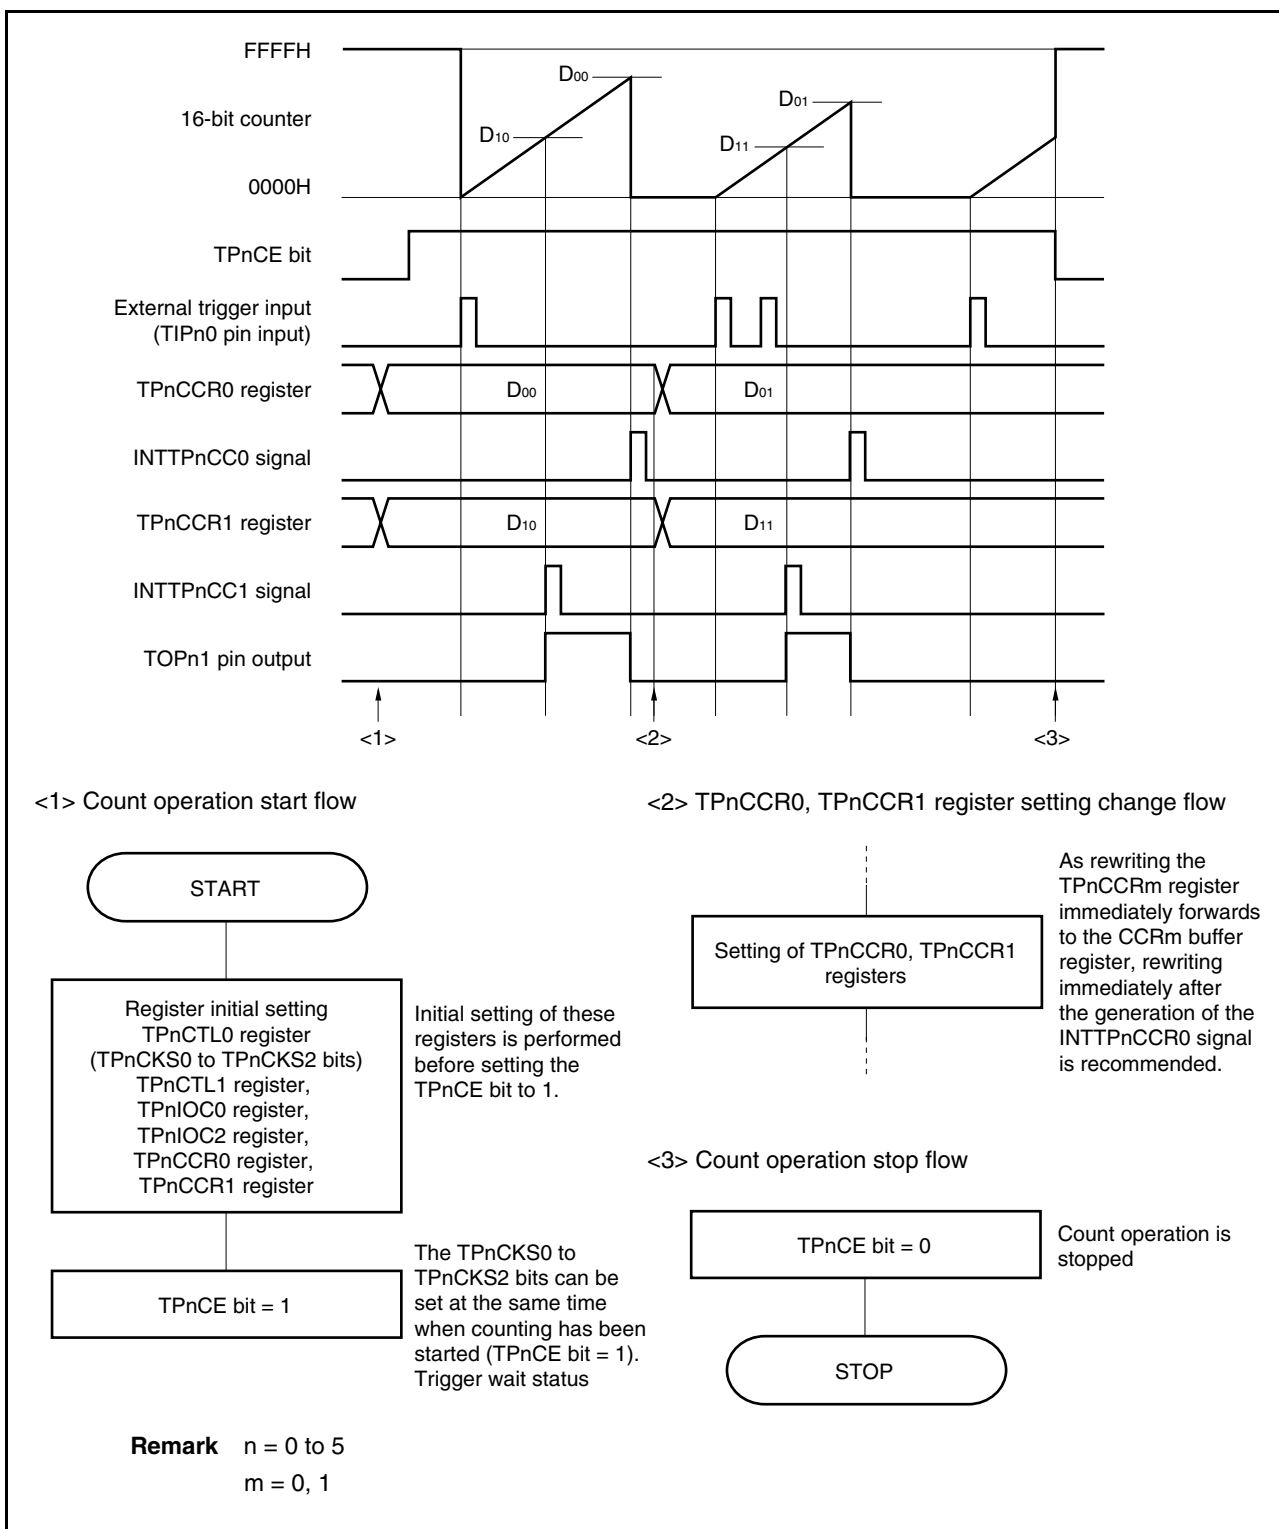 FFFFH
D00
D01
16-bit counter
D10
D11
0000H
TPnCE bit
External trigger input
(TIPn0 pin input)
TPnCCR0 register
D00
D01
INTTPnCC0 signal
TPnCCR1 register
D10
D11
INTTPnCC1 signal
TOPn1 pin output
<1>
<2>
<3>
<1> Count operation start flow
START
Register initial setting
TPnCTL0 register
(TPnCKS0 to TPnCKS2 bits)
TPnCTL1 register,
TPnIOC0 register,
TPnIOC2 register,
TPnCCR0 register,
TPnCCR1 register
Initial setting of these
registers is performed
before setting the
TPnCE bit to 1.
TPnCE bit = 1
The TPnCKS0 to
TPnCKS2 bits can be
set at the same time
when counting has been
started (TPnCE bit = 1).
Trigger wait status
<2> TPnCCR0, TPnCCR1 register setting change flow
Setting of TPnCCR0, TPnCCR1
registers
As rewriting the
TPnCCRm register
immediately forwards
to the CCRm buffer
register, rewriting
immediately after
the generation of the
INTTPnCCR0 signal
is recommended.
<3> Count operation stop flow
TPnCE bit = 0
Count operation is
stopped
STOP
Remark n = 0 to 5
m = 0, 1